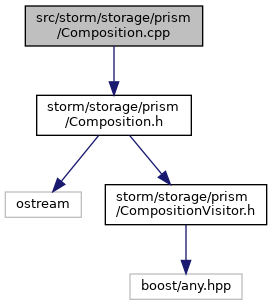 src/storm/storage/prism
/Composition.cpp
storm/storage/prism
/Composition.h
ostream
storm/storage/prism
/CompositionVisitor.h
boost/any.hpp